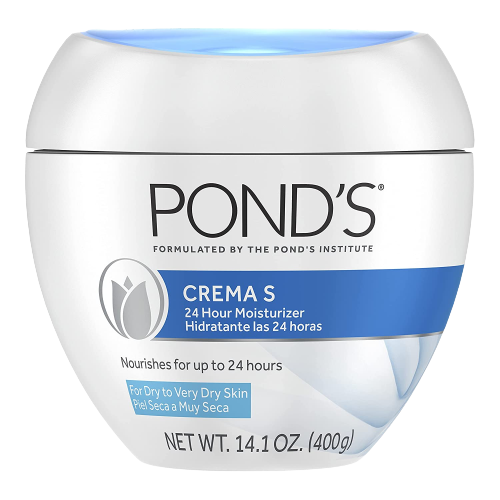 POND'S®
FORMULATED BY THE POND'S INSTITUTE
CREMA S
24 Hour Moisturizer
Hidratante las 24 horas
Nourishes for up to 24 hours
For Dry to Very Dry Skin
Piel Seca a Muy Seca
NET WT. 14.1 OZ. (400g)